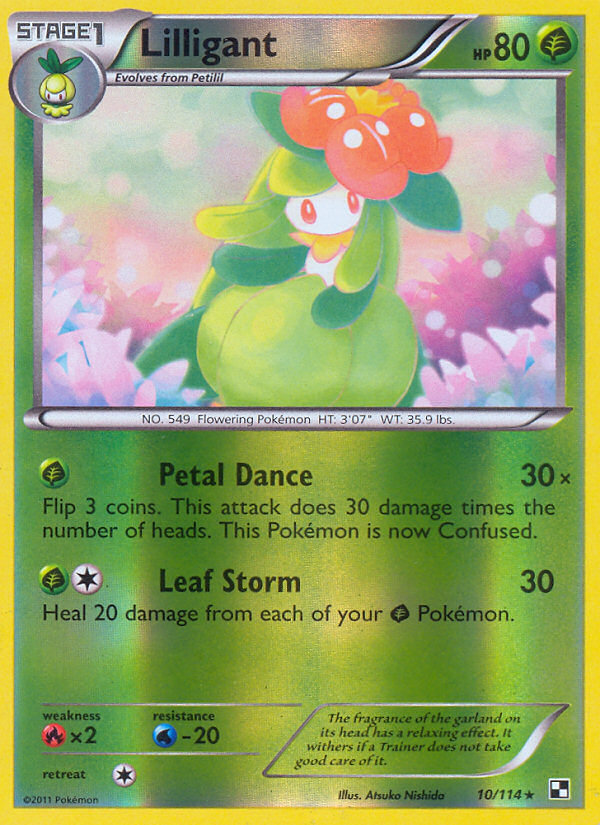 STAGE1
Lilligant
HP80
Evolves from Petilil
NO. 549 Flowering Pokémon HT: 3'07" WT: 35.9 lbs.
Petal Dance 30×
Flip 3 coins. This attack does 30 damage times the
number of heads. This Pokémon is now Confused.
Leaf Storm 30
Heal 20 damage from each of your Pokémon.
weakness resistance
×2 -20
retreat
The fragrance of the garland on
its head has a relaxing effect. It
withers if a Trainer does not take
good care of it.
©2011 Pokémon Illus. Atsuko Nishida 10/114 ★